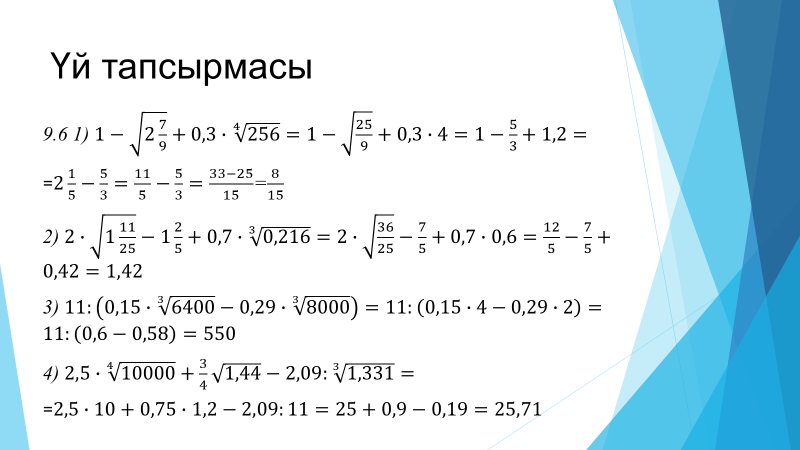 Үй тапсырмасы
9.6 1) 1 − √(2 7/9) + 0,3 ∙ ∜256 = 1 − √(25/9) + 0,3 ∙ 4 = 1 − 5/3 + 1,2 =
=2 1/5 − 5/3 = 11/5 − 5/3 = (33−25)/15 = 8/15
2) 2 ∙ √(1 11/25) − 1 2/5 + 0,7 ∙ ∛0,216 = 2 ∙ √(36/25) − 7/5 + 0,7 ∙ 0,6 = 12/5 − 7/5 +
0,42 = 1,42
3) 11: (0,15 ∙ ∛6400 − 0,29 ∙ ∛8000) = 11: (0,15 ∙ 4 − 0,29 ∙ 2) =
11: (0,6 − 0,58) = 550
4) 2,5 ∙ ∜10000 + 3/4 √1,44 − 2,09: ∛1,331 =
=2,5 ∙ 10 + 0,75 ∙ 1,2 − 2,09: 11 = 25 + 0,9 − 0,19 = 25,71